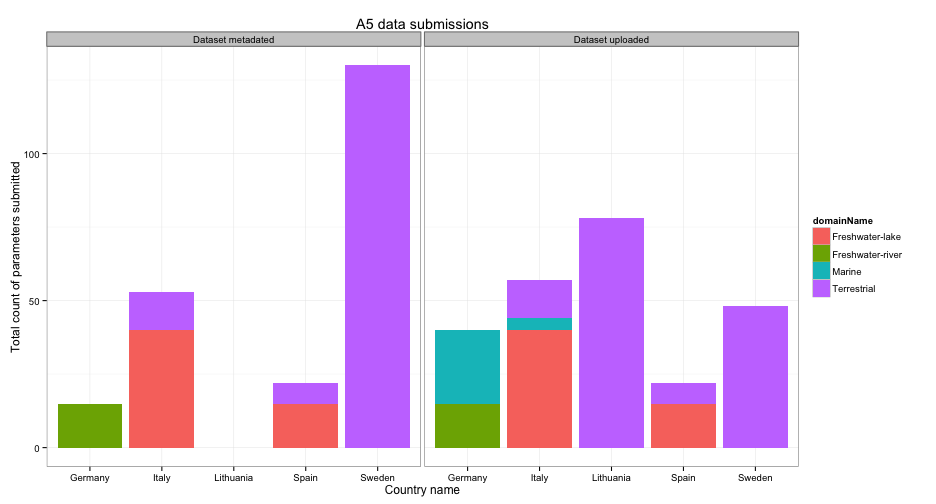 A5 data submissions
Dataset metadated
Dataset uploaded
Total count of parameters submitted
100
50
0
Germany Italy Lithuania Spain Sweden
Germany Italy Lithuania Spain Sweden
Country name
domainName
Freshwater-lake
Freshwater-river
Marine
Terrestrial